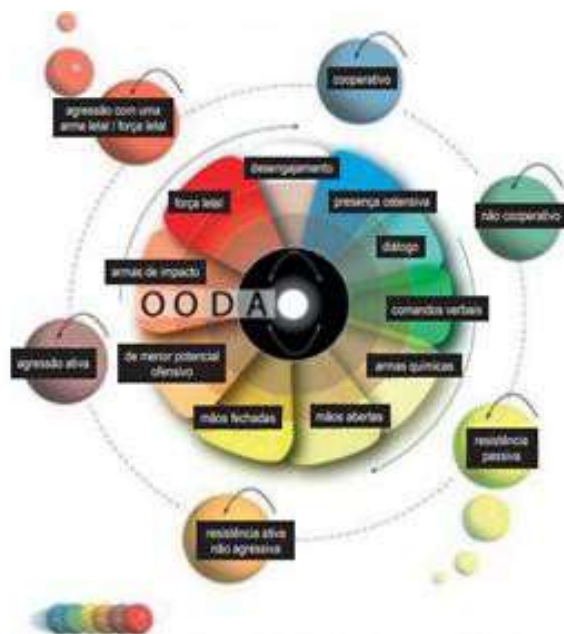 cooperativo
agressão com uma
arma letal / força letal
desengajamento
força letal
presença ostensiva
não cooperativo
diálogo
armas de impacto
OODA
comandos verbais
agressão ativa
de menor potencial
ofensivo
armas químicas
mãos fechadas
mãos abertas
resistência
passiva
resistência ativa
não agressiva